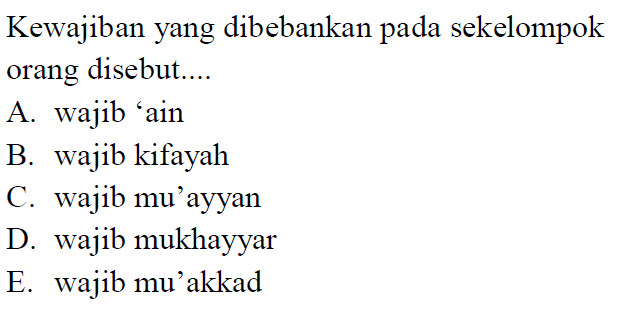 Kewajiban yang dibebankan pada sekelompok
orang disebut....
A. wajib ‘ain
B. wajib kifayah
C. wajib mu’ayyan
D. wajib mukhayyar
E. wajib mu’akkad